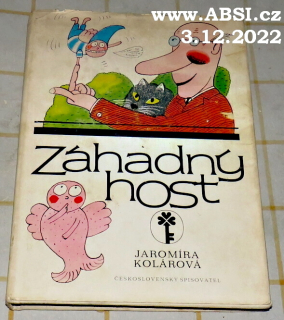 www.ABSI.cz
3.12.2022
Záhadný
host
JAROMÍRA
KOLÁROVÁ
ČESKOSLOVENSKÝ SPISOVATEL